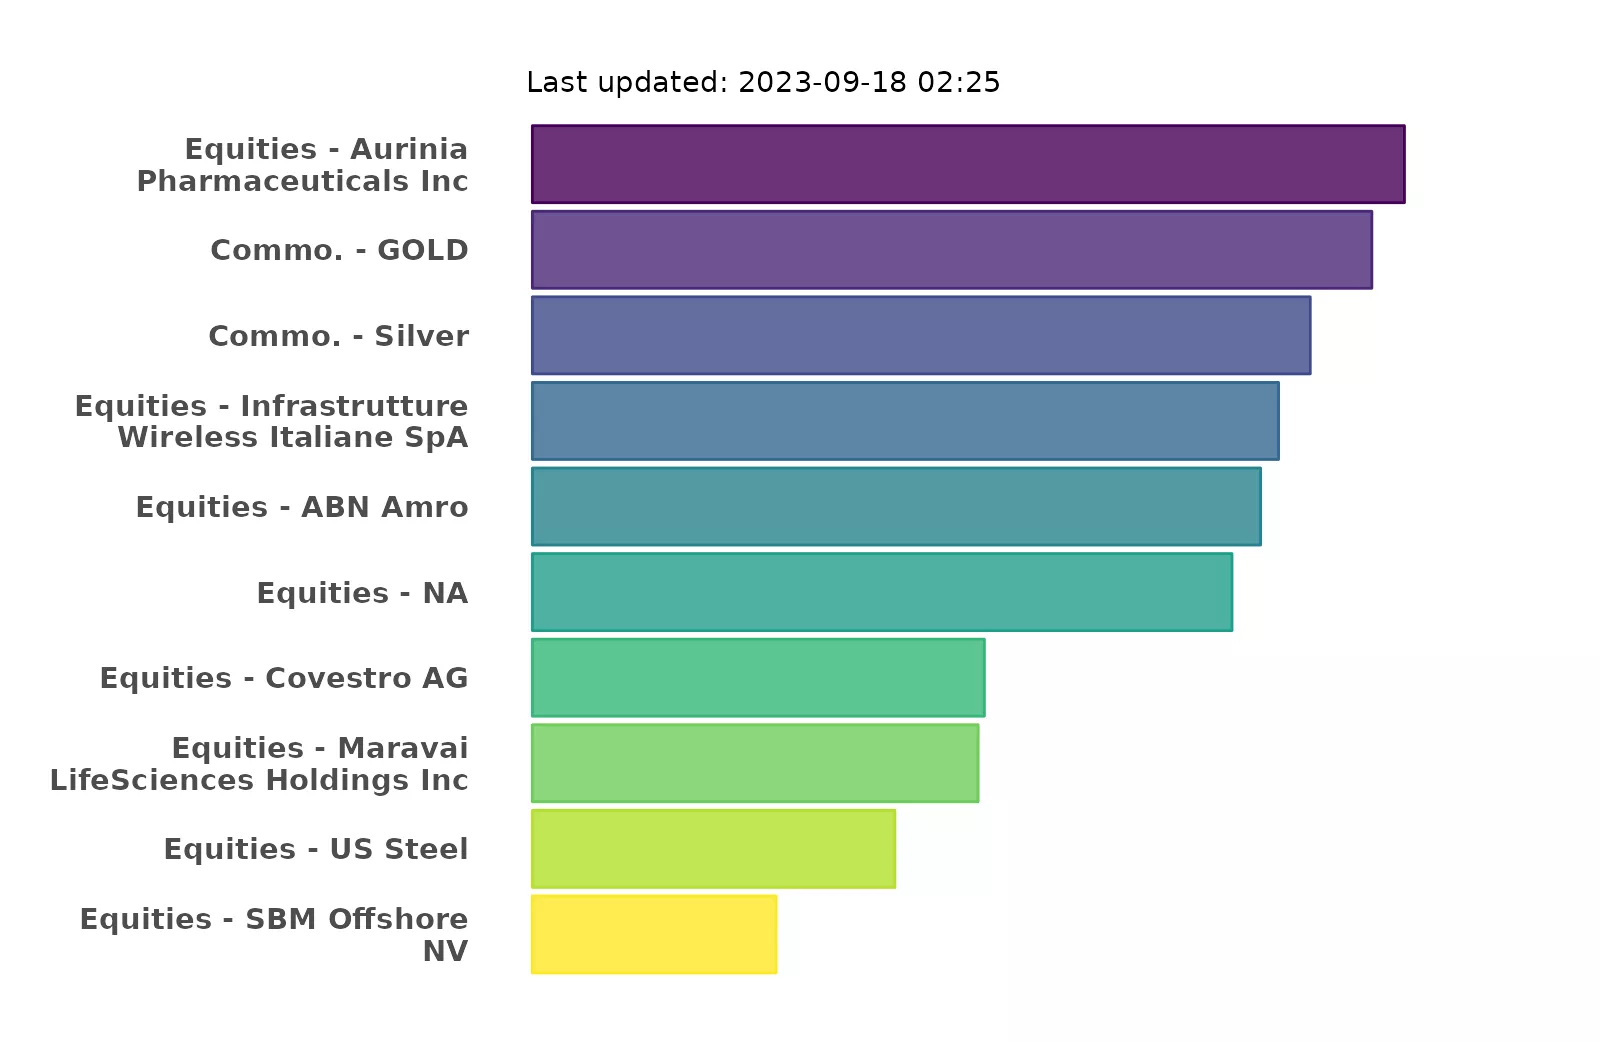 Last updated: 2023-09-18 02:25
Equities - Aurinia
Pharmaceuticals Inc
Commo. - GOLD
Commo. - Silver
Equities - Infrastrutture
Wireless Italiane SpA
Equities - ABN Amro
Equities - NA
Equities - Covestro AG
Equities - Maravai
LifeSciences Holdings Inc
Equities - US Steel
Equities - SBM Offshore
NV